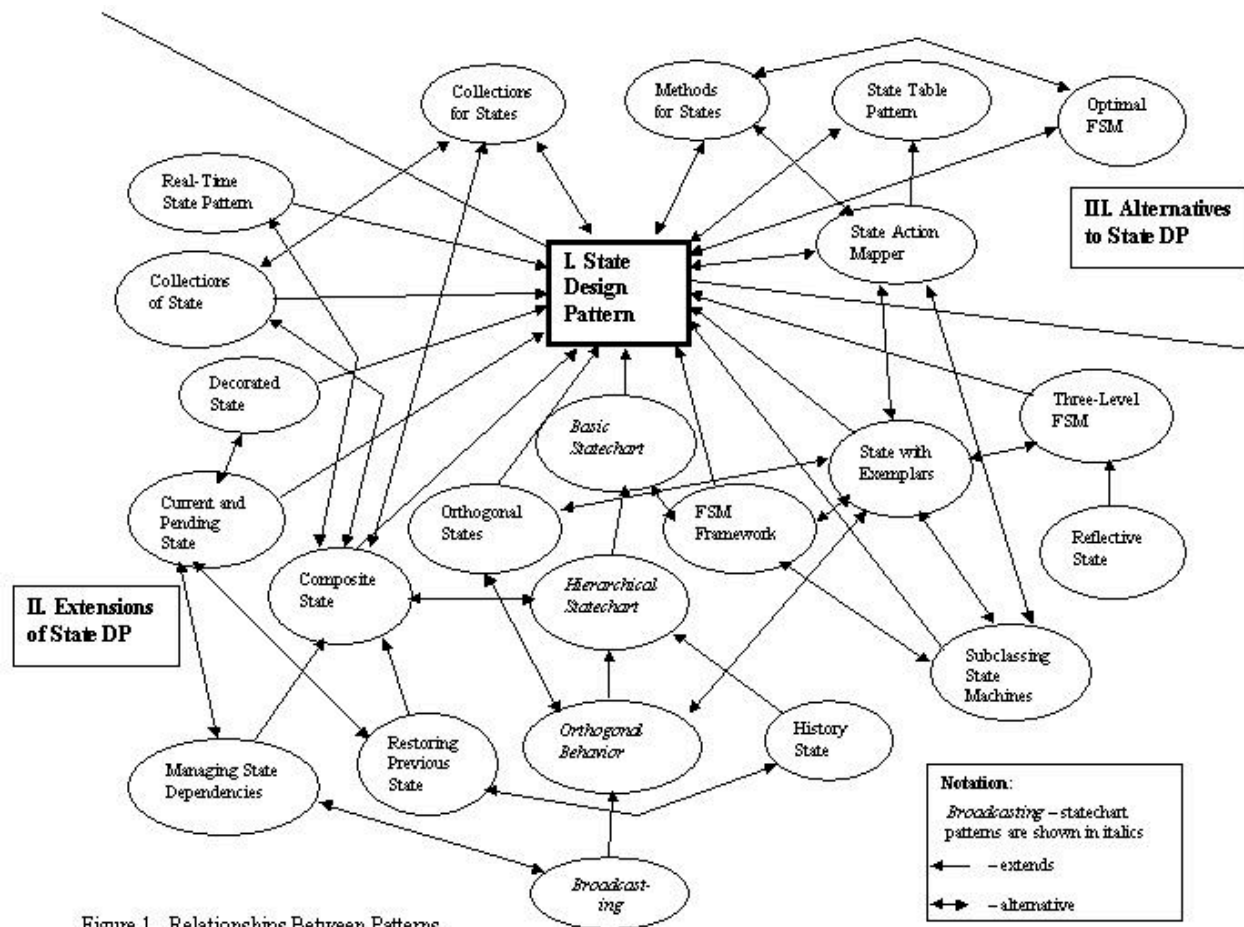 Collections
for States
Methods
for States
State Table
Pattern
Optimal
FSM
Real-Time
State Pattern
III. Alternatives
to State DP
State Action
Mapper
I. State
Design
Pattern
Collections
of State
Decorated
State
Three-Level
FSM
Basic
Statechart
State with
Exemplars
Current and
Pending
State
Orthogonal
States
FSM
Framework
Reflective
State
Composite
State
Hierarchical
Statechart
II. Extensions
of State DP
Subclassing
State
Machines
Orthogonal
Behavior
History
State
Restoring
Previous
State
Managing State
Dependencies
Notation:
Broadcasting – statechart
patterns are shown in italics
– extends
– alternative
Broadcast-
ing
Figure 1. Relationships Between Patterns